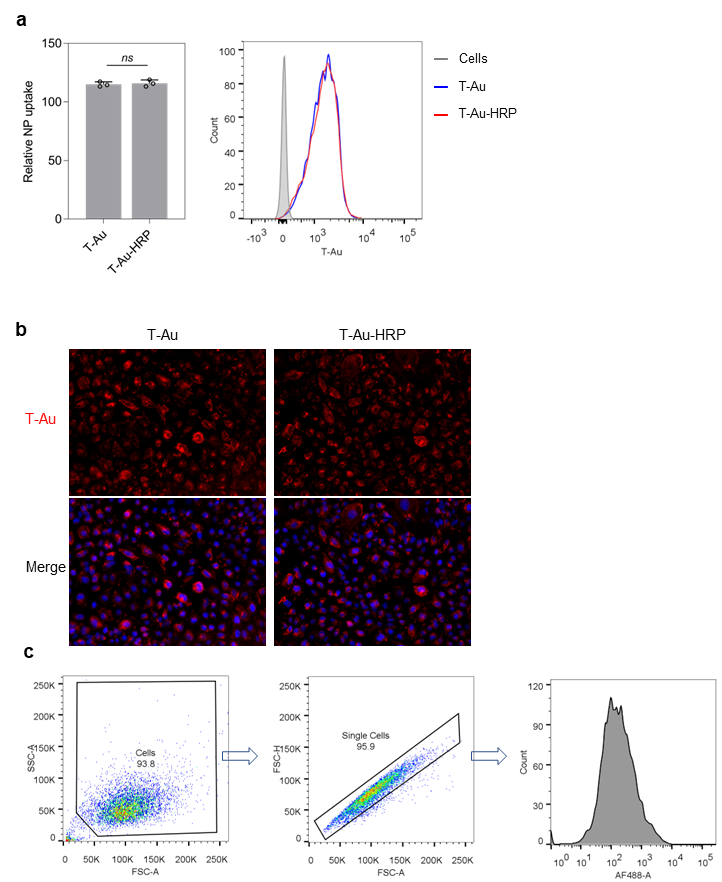 a
150
100
50
0
Relative NP uptake
ns
T-Au
T-Au-HRP
100
80
60
40
20
0
Count
-10³ 0 10³ 10⁴ 10⁵
T-Au
Cells
T-Au
T-Au-HRP
b
T-Au T-Au-HRP
T-Au
Merge
c
250K
200K
150K
100K
50K
0
SSC-A
Cells
93.8
0 50K 100K 150K 200K 250K
FSC-A
250K
200K
150K
100K
50K
0
FSC-H
Single Cells
95.9
0 50K 100K 150K 200K 250K
FSC-A
120
90
60
30
0
Count
10⁰ 10¹ 10² 10³ 10⁴ 10⁵
AF488-A